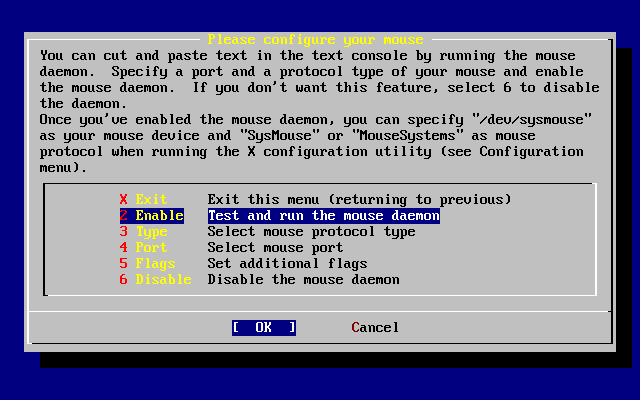 Please configure your mouse
You can cut and paste text in the text console by running the mouse
daemon.  Specify a port and a protocol type of your mouse and enable
the mouse daemon.  If you don't want this feature, select 6 to disable
the daemon.
Once you've enabled the mouse daemon, you can specify "/dev/sysmouse"
as your mouse device and "SysMouse" or "MouseSystems" as mouse
protocol when running the X configuration utility (see Configuration
menu).
X Exit     Exit this menu (returning to previous)
2 Enable   Test and run the mouse daemon
3 Type     Select mouse protocol type
4 Port     Select mouse port
5 Flags    Set additional flags
6 Disable  Disable the mouse daemon
[  OK  ]       Cancel